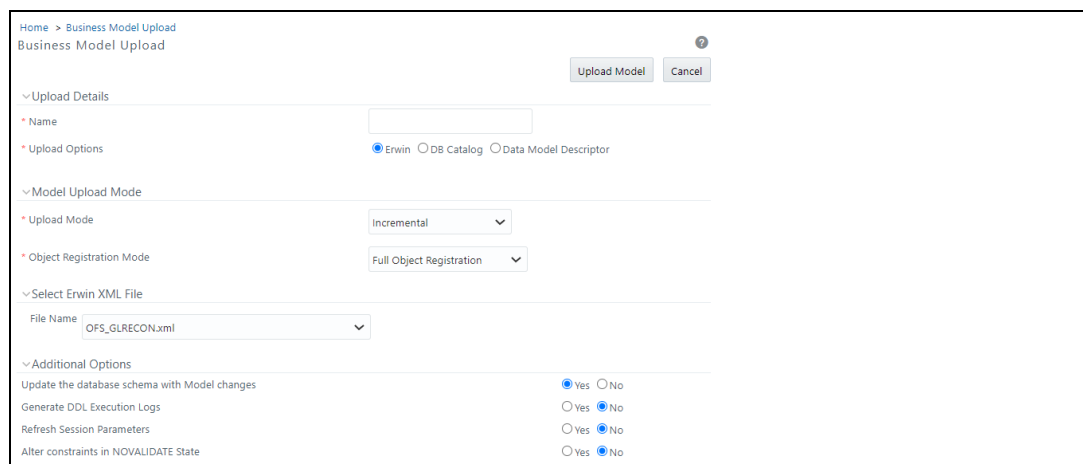 Home > Business Model Upload
Business Model Upload
?
Upload Model Cancel
Upload Details
* Name
* Upload Options Erwin DB Catalog Data Model Descriptor
Model Upload Mode
* Upload Mode Incremental
* Object Registration Mode Full Object Registration
Select Erwin XML File
File Name OFS_GLRECON.xml
Additional Options
Update the database schema with Model changes Yes No
Generate DDL Execution Logs Yes No
Refresh Session Parameters Yes No
Alter constraints in NOVALIDATE State Yes No